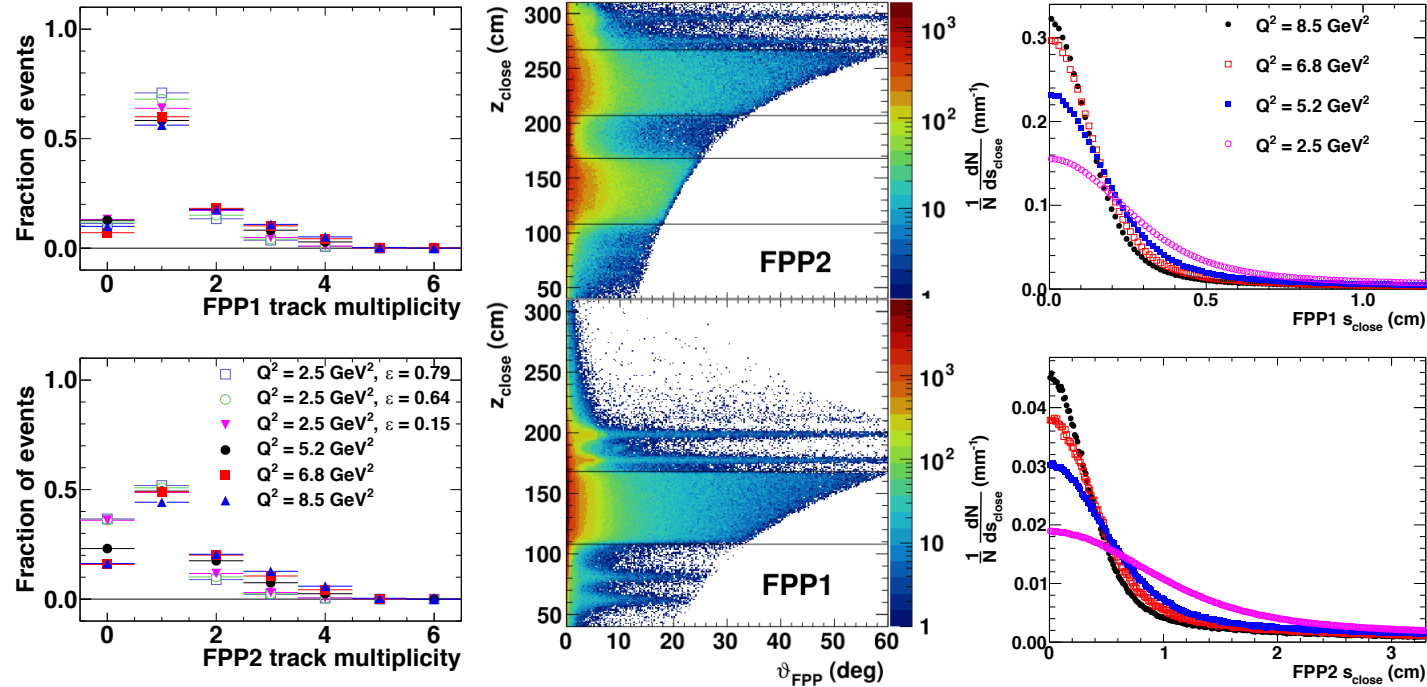 Fraction of events
1.0
0.5
0.0
0 2 4 6
FPP1 track multiplicity
Fraction of events
1.0
0.5
0.0
Q² = 2.5 GeV², ε = 0.79
Q² = 2.5 GeV², ε = 0.64
Q² = 2.5 GeV², ε = 0.15
Q² = 5.2 GeV²
Q² = 6.8 GeV²
Q² = 8.5 GeV²
0 2 4 6
FPP2 track multiplicity
z_close (cm)
300
250
200
150
100
50
FPP2
10³
10²
10
1
z_close (cm)
300
250
200
150
100
50
FPP1
10³
10²
10
1
0 10 20 30 40 50 60
ϑ_FPP (deg)
1/N dN/ds_close (mm⁻¹)
0.3
0.2
0.1
0.0
Q² = 8.5 GeV²
Q² = 6.8 GeV²
Q² = 5.2 GeV²
Q² = 2.5 GeV²
0.0 0.5 1.0
FPP1 s_close (cm)
1/N dN/ds_close (mm⁻¹)
0.04
0.03
0.02
0.01
0.00
0 1 2 3
FPP2 s_close (cm)